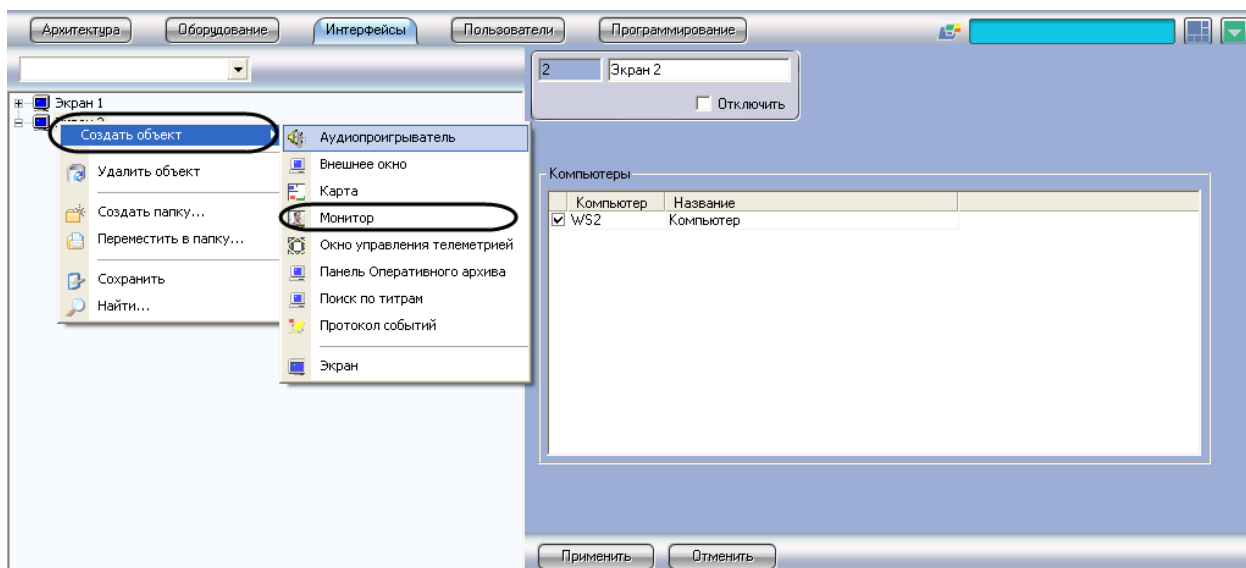 Архитектура Оборудование Интерфейсы Пользователи Программирование
2 Экран 2
Отключить
Экран 1
Создать объект
Удалить объект
Создать папку...
Переместить в папку...
Сохранить
Найти...
Аудиопроигрыватель
Внешнее окно
Карта
Монитор
Окно управления телеметрией
Панель Оперативного архива
Поиск по титрам
Протокол событий
Экран
Компьютеры
Компьютер Название
WS2 Компьютер
Применить Отменить